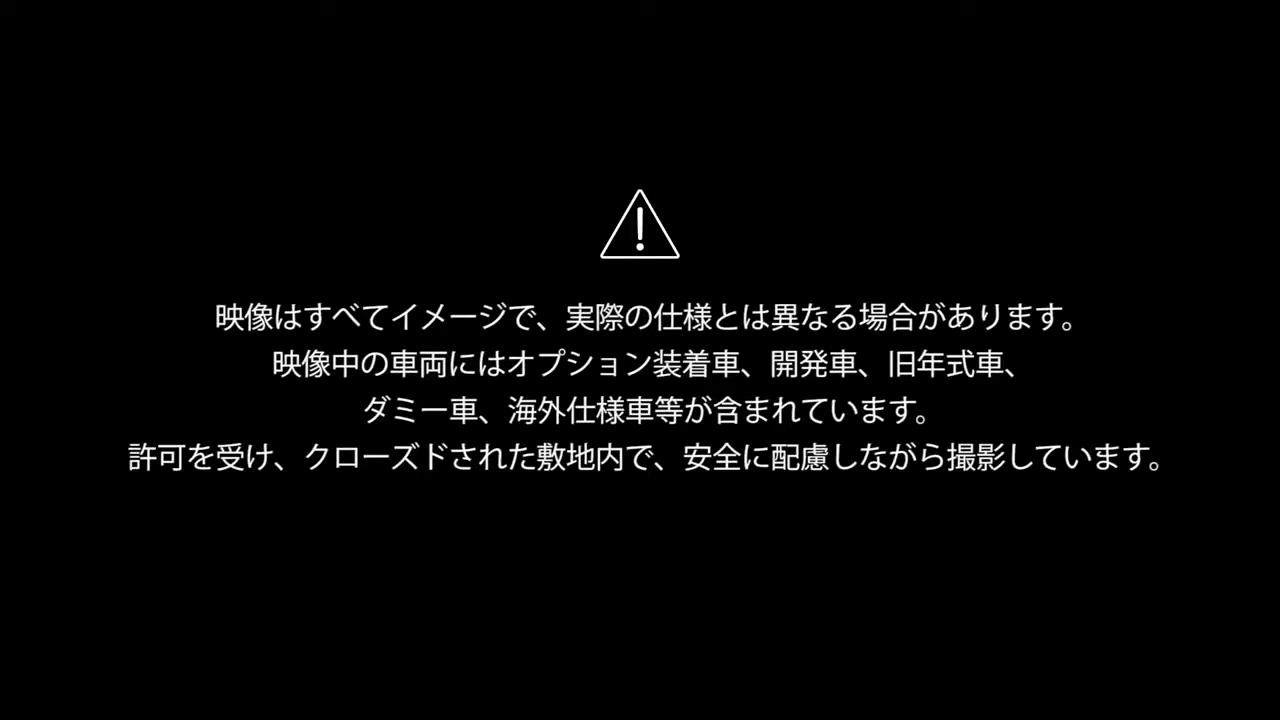 映像はすべてイメージで、実際の仕様とは異なる場合があります。
映像中の車両にはオプション装着車、開発車、旧年式車、
ダミー車、海外仕様車等が含まれています。
許可を受け、クローズドされた敷地内で、安全に配慮しながら撮影しています。